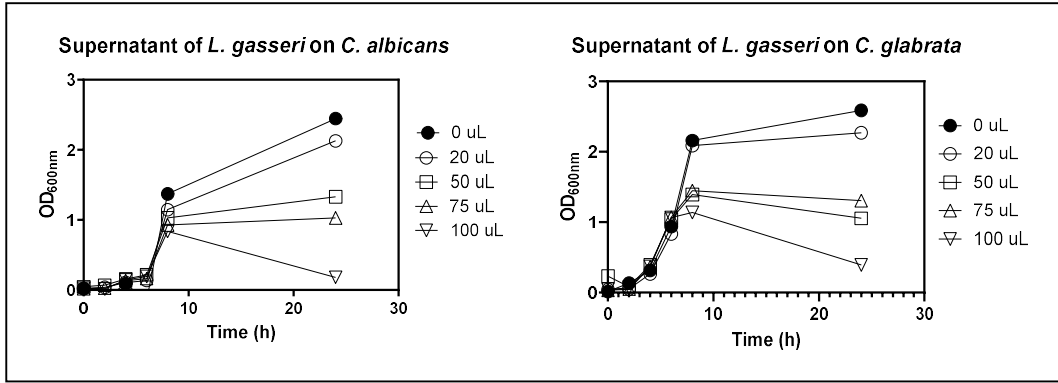 Supernatant of L. gasseri on C. albicans
3
2
1
0
OD600nm
0
10
20
30
Time (h)
0 uL
20 uL
50 uL
75 uL
100 uL
Supernatant of L. gasseri on C. glabrata
3
2
1
0
OD600nm
0
10
20
30
Time (h)
0 uL
20 uL
50 uL
75 uL
100 uL